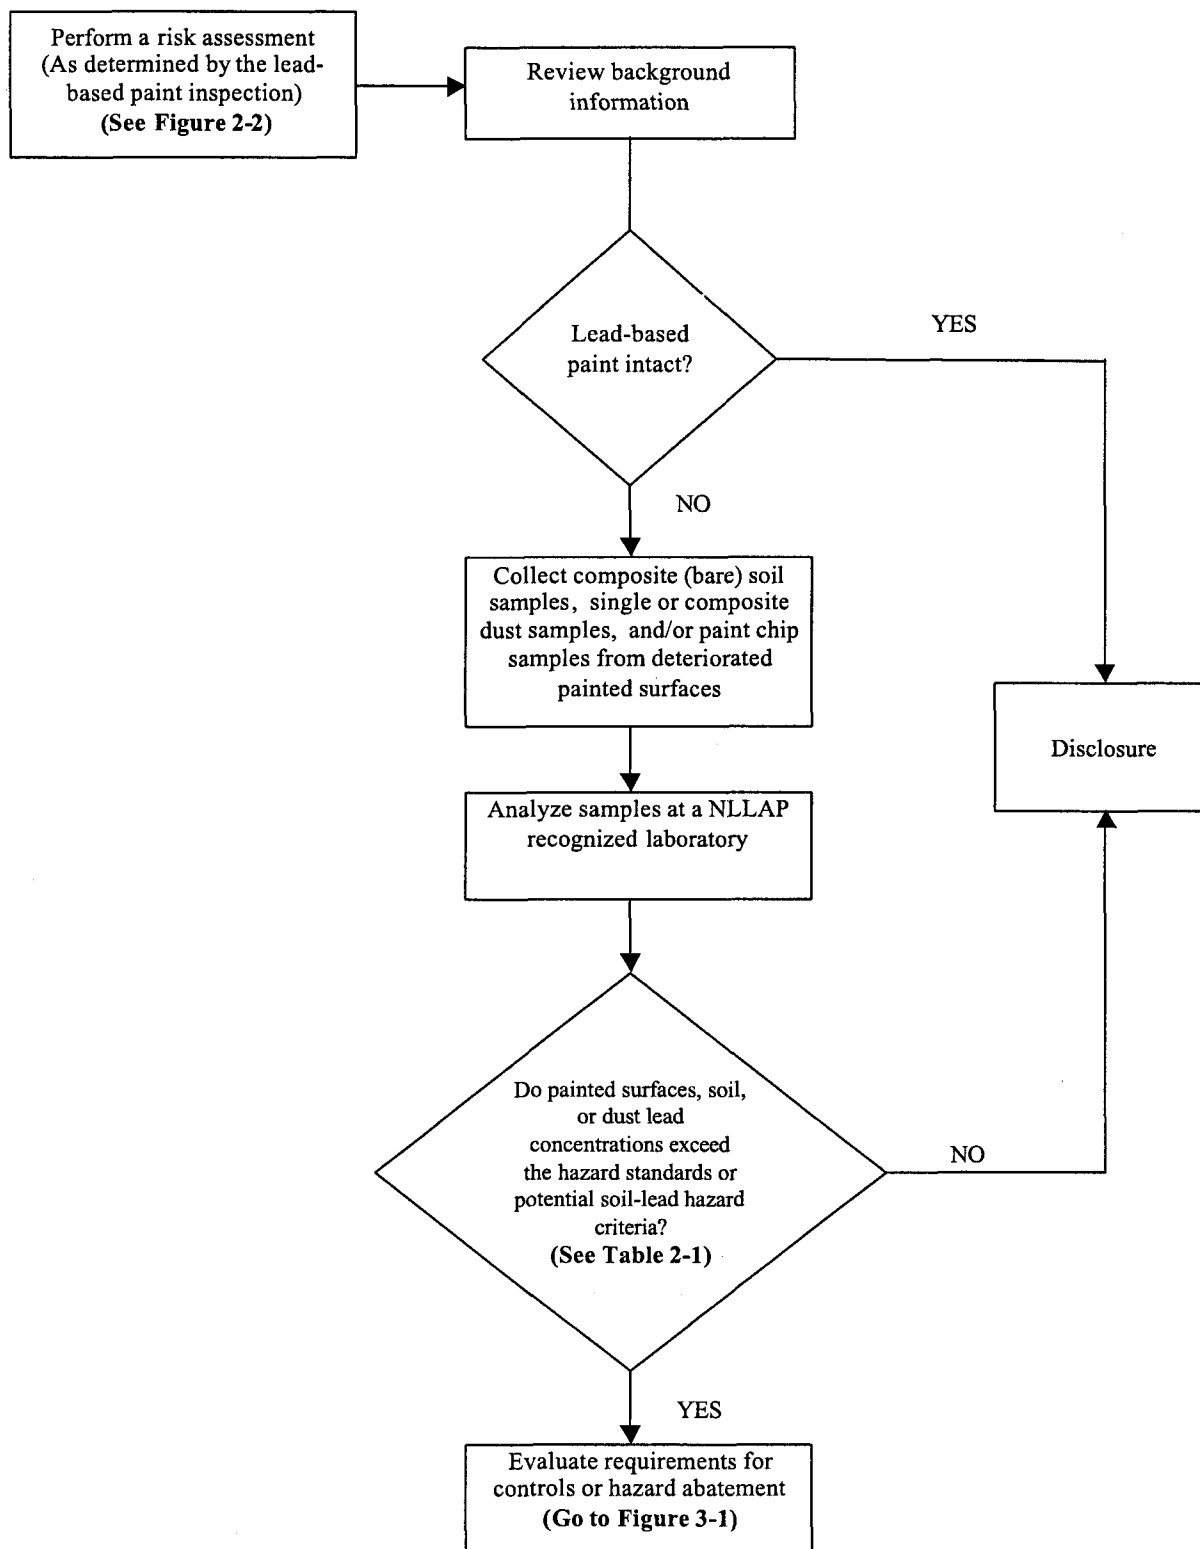 Perform a risk assessment
(As determined by the lead-
based paint inspection)
(See Figure 2-2)
Review background
information
Lead-based
paint intact?
YES
NO
Collect composite (bare) soil
samples, single or composite
dust samples, and/or paint chip
samples from deteriorated
painted surfaces
Disclosure
Analyze samples at a NLLAP
recognized laboratory
Do painted surfaces, soil,
or dust lead
concentrations exceed
the hazard standards or
potential soil-lead hazard
criteria?
(See Table 2-1)
NO
YES
Evaluate requirements for
controls or hazard abatement
(Go to Figure 3-1)